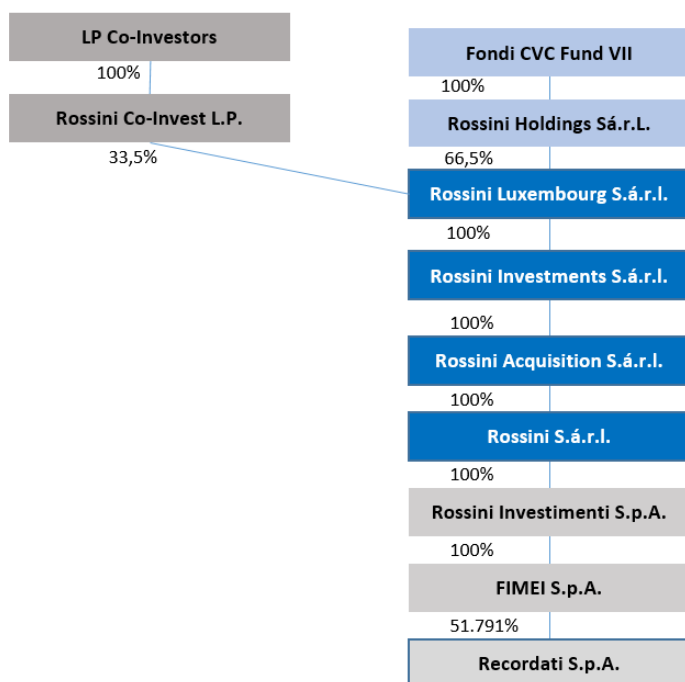 LP Co-Investors
100%
Rossini Co-Invest L.P.
33,5%
Fondi CVC Fund VII
100%
Rossini Holdings Sá.r.L.
66,5%
Rossini Luxembourg S.á.r.l.
100%
Rossini Investments S.á.r.l.
100%
Rossini Acquisition S.á.r.l.
100%
Rossini S.á.r.l.
100%
Rossini Investimenti S.p.A.
100%
FIMEI S.p.A.
51.791%
Recordati S.p.A.